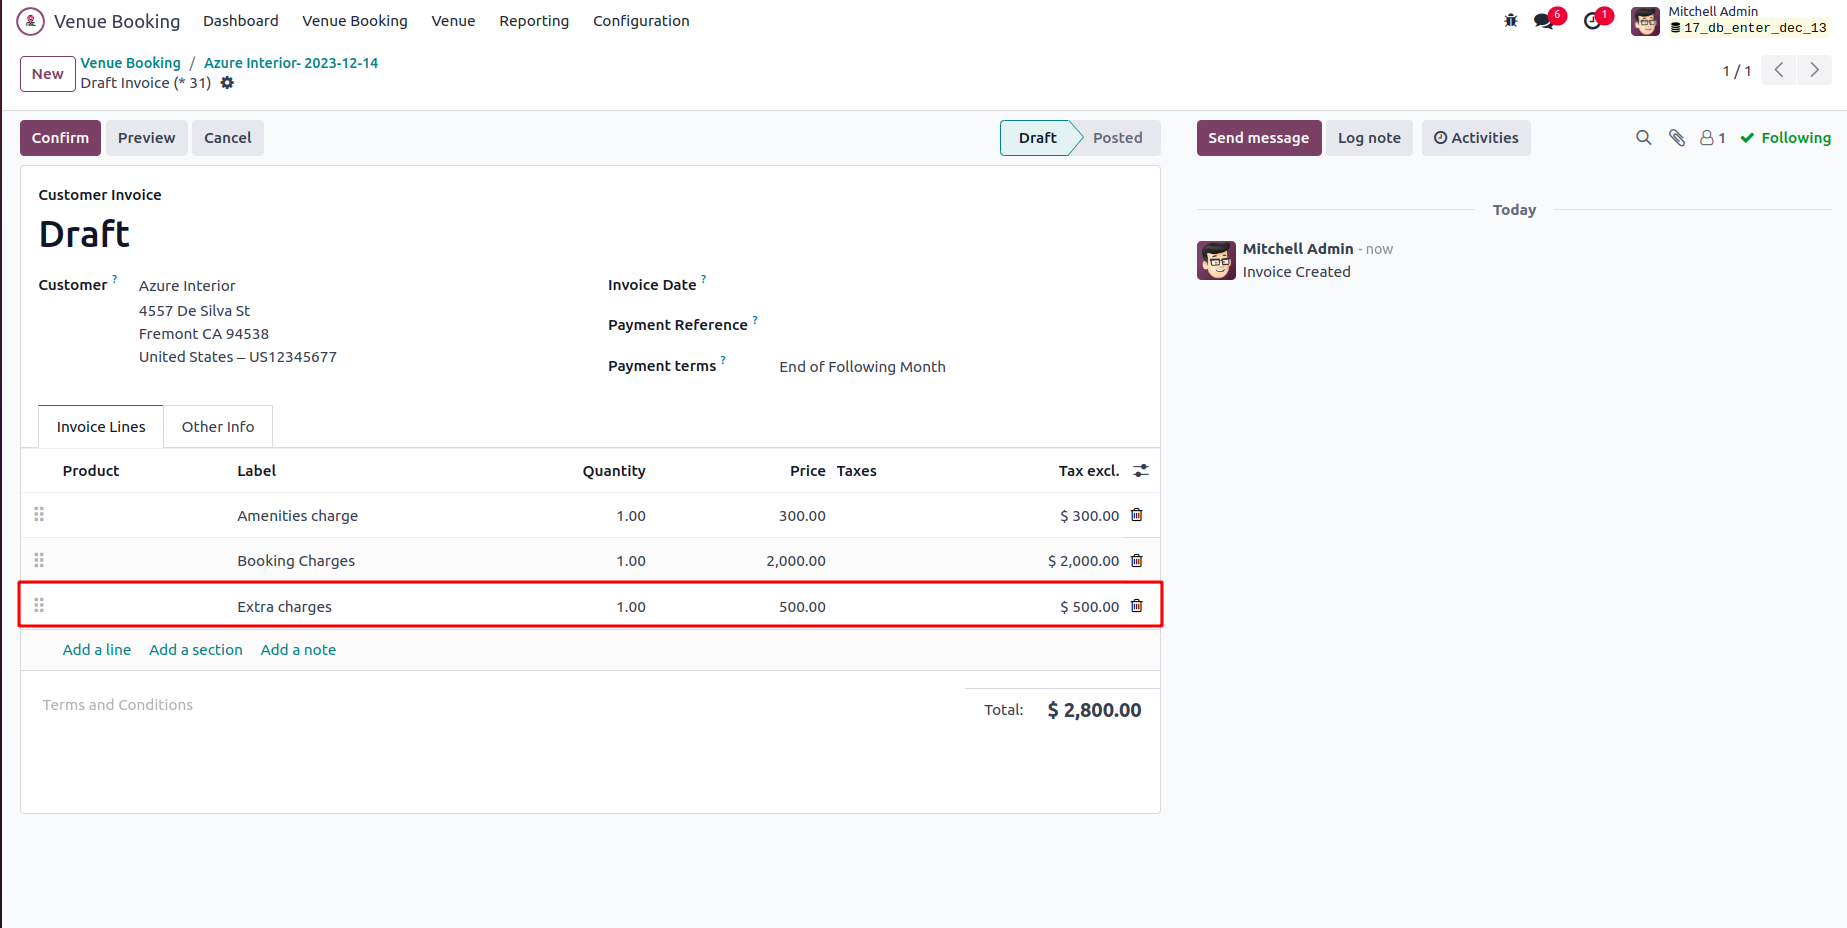 Venue Booking Dashboard Venue Booking Venue Reporting Configuration 6 1 Mitchell Admin
17_db_enter_dec_13
New Venue Booking / Azure Interior- 2023-12-14
Draft Invoice (* 31)
1 / 1
Confirm Preview Cancel Draft Posted Send message Log note Activities 1 Following
Customer Invoice
Draft
Customer ? Azure Interior
4557 De Silva St
Fremont CA 94538
United States – US12345677
Invoice Date ?
Payment Reference ?
Payment terms ? End of Following Month
Today
Mitchell Admin - now
Invoice Created
Invoice Lines Other Info
Product Label Quantity Price Taxes Tax excl.
Amenities charge 1.00 300.00 $ 300.00
Booking Charges 1.00 2,000.00 $ 2,000.00
Extra charges 1.00 500.00 $ 500.00
Add a line Add a section Add a note
Terms and Conditions
Total: $ 2,800.00